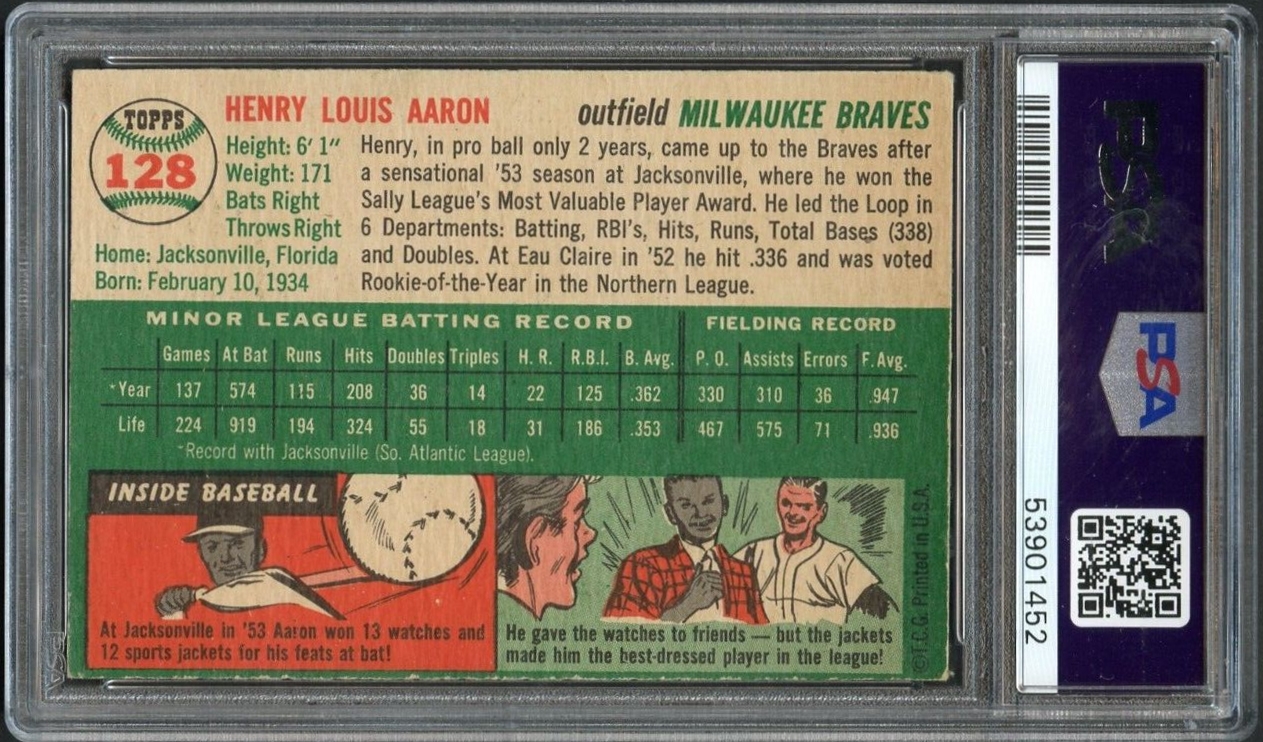 TOPPS
128
HENRY LOUIS AARON
outfield MILWAUKEE BRAVES
Height: 6' 1"
Weight: 171
Bats Right
Throws Right
Home: Jacksonville, Florida
Born: February 10, 1934
Henry, in pro ball only 2 years, came up to the Braves after
a sensational '53 season at Jacksonville, where he won the
Sally League's Most Valuable Player Award. He led the Loop in
6 Departments: Batting, RBI's, Hits, Runs, Total Bases (338)
and Doubles. At Eau Claire in '52 he hit .336 and was voted
Rookie-of-the-Year in the Northern League.
MINOR LEAGUE BATTING RECORD FIELDING RECORD
Games At Bat Runs Hits Doubles Triples H. R. R.B.I. B. Avg. P. O. Assists Errors F. Avg.
*Year 137 574 115 208 36 14 22 125 .362 330 310 36 .947
Life 224 919 194 324 55 18 31 186 .353 467 575 71 .936
*Record with Jacksonville (So. Atlantic League).
INSIDE BASEBALL
At Jacksonville in '53 Aaron won 13 watches and
12 sports jackets for his feats at bat!
He gave the watches to friends — but the jackets
made him the best-dressed player in the league!
©T.C.G. Printed in U.S.A.
PSA
PSA
53901452
PSA